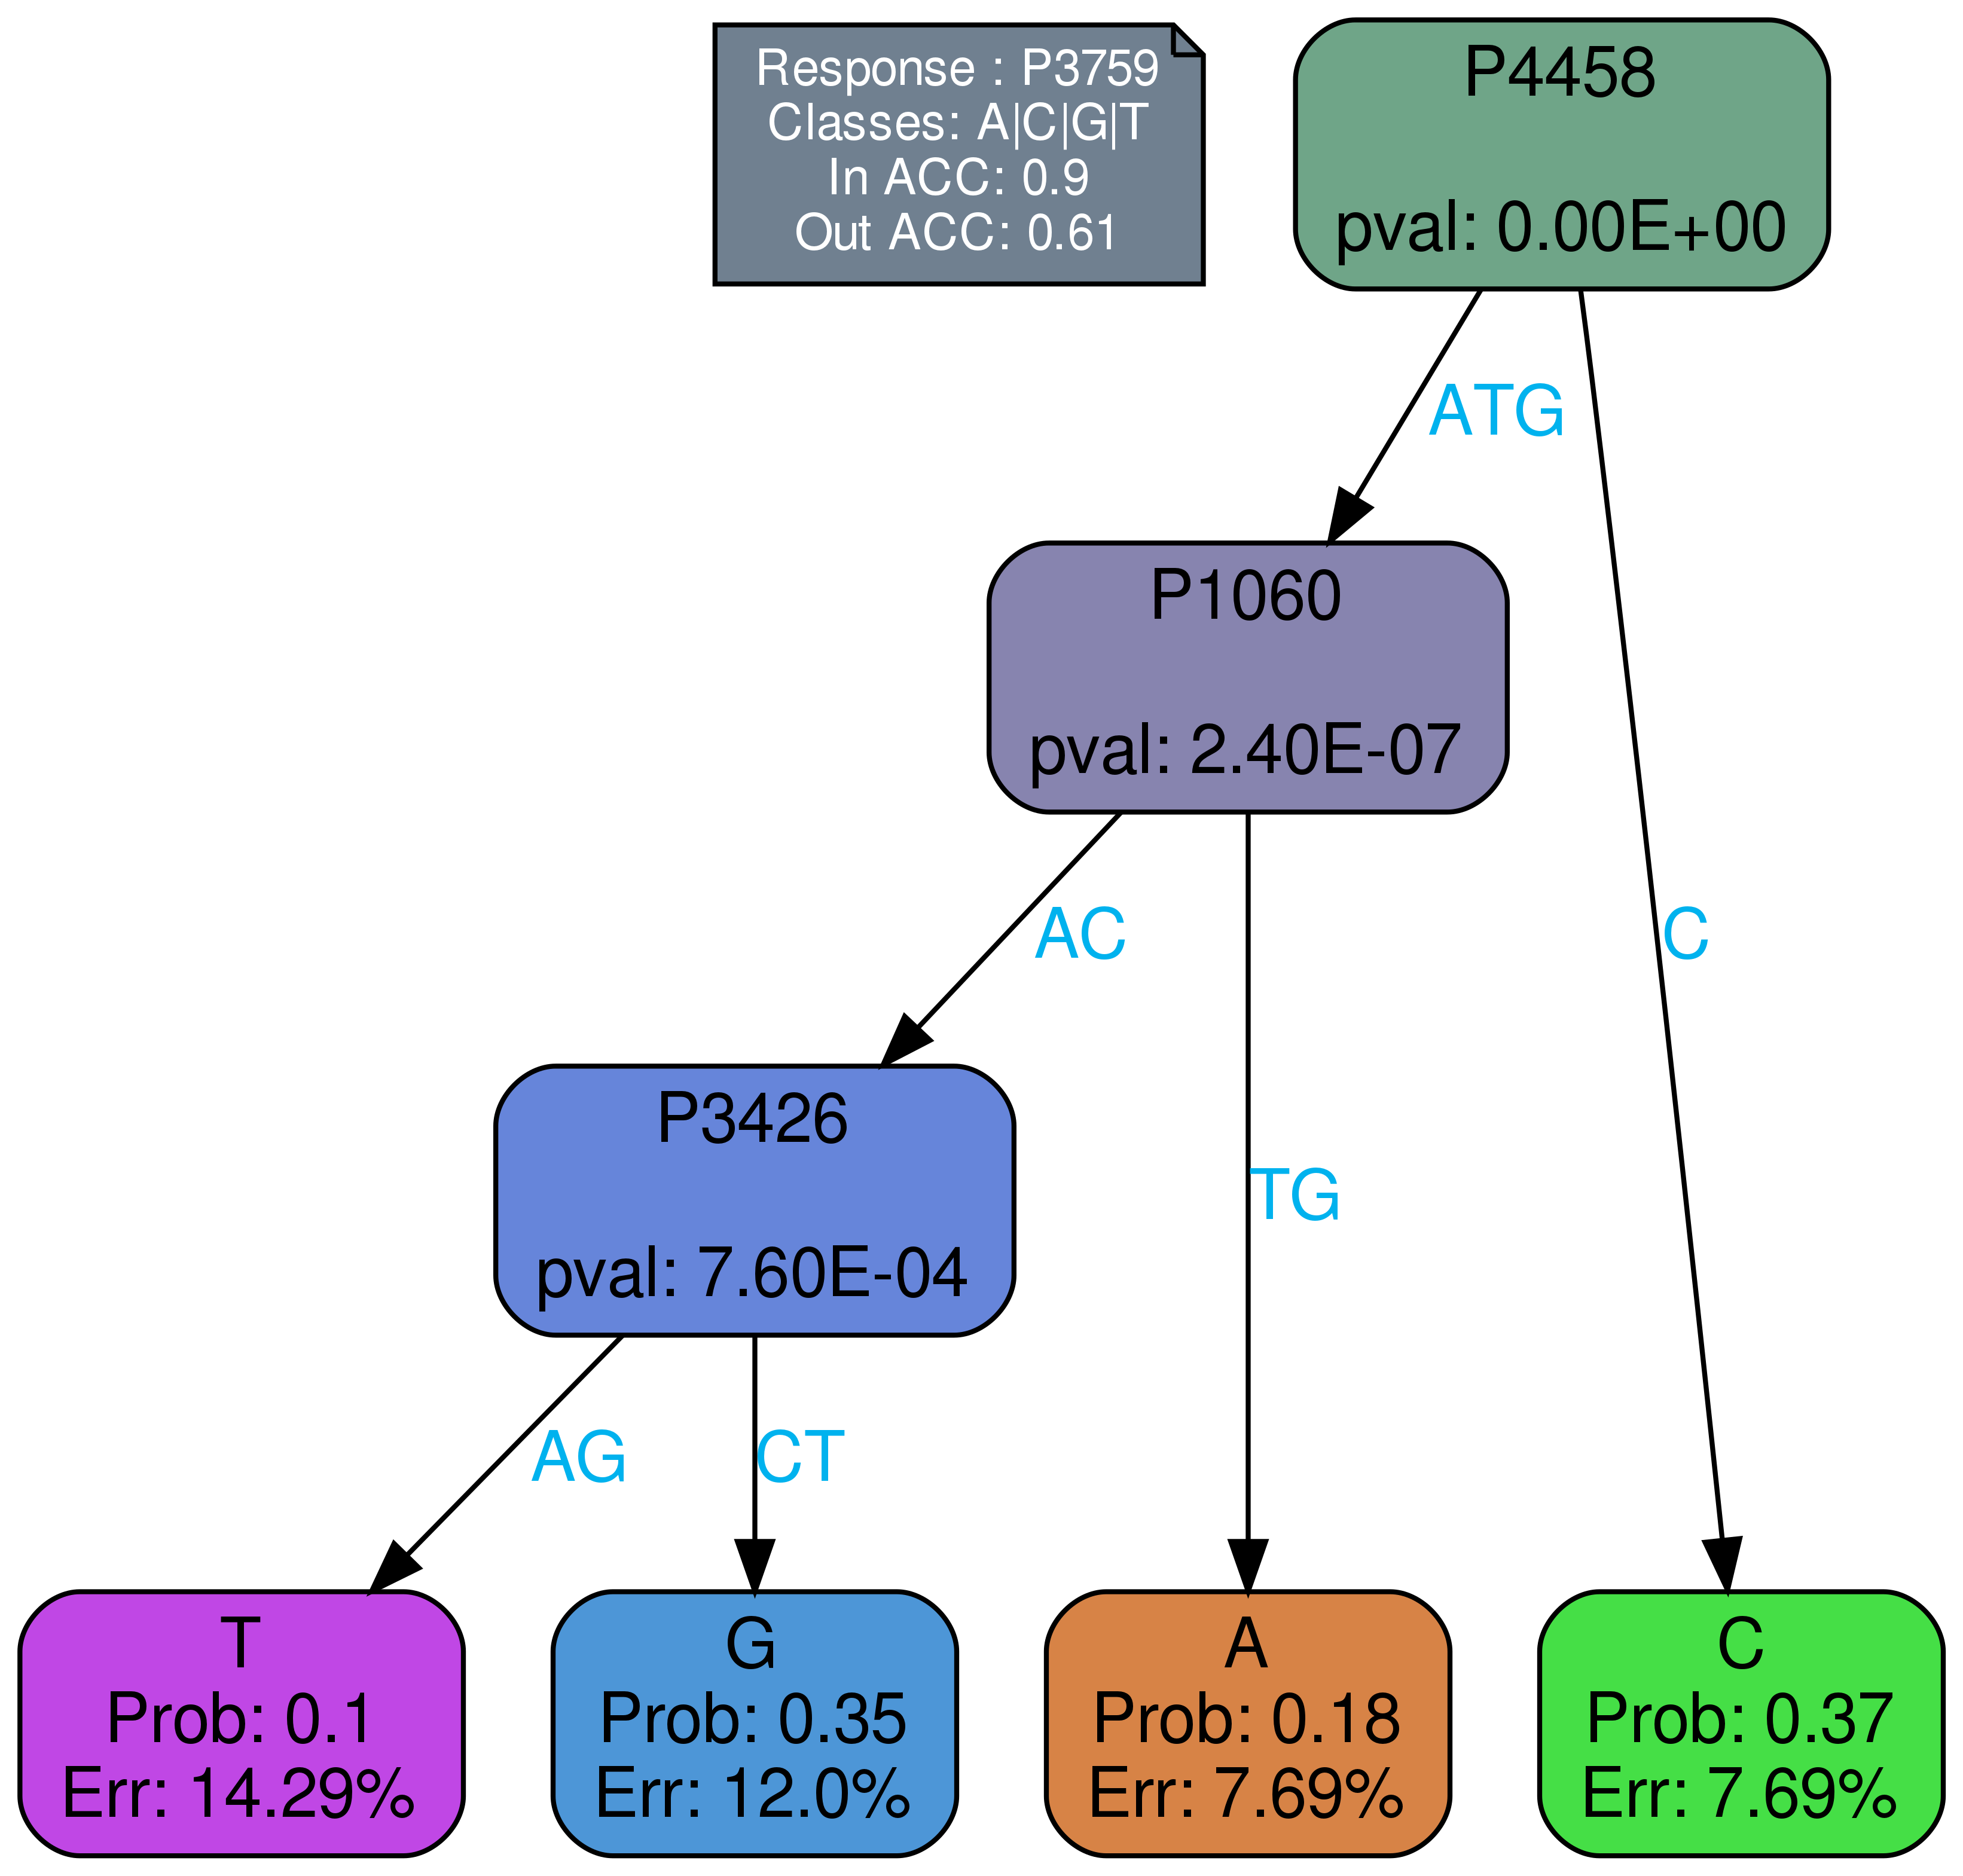 Response : P3759
Classes: A|C|G|T
In ACC: 0.9
Out ACC: 0.61
P4458
pval: 0.00E+00
ATG
P1060
pval: 2.40E-07
AC
C
P3426
pval: 7.60E-04
TG
AG
CT
T
Prob: 0.1
Err: 14.29%
G
Prob: 0.35
Err: 12.0%
A
Prob: 0.18
Err: 7.69%
C
Prob: 0.37
Err: 7.69%